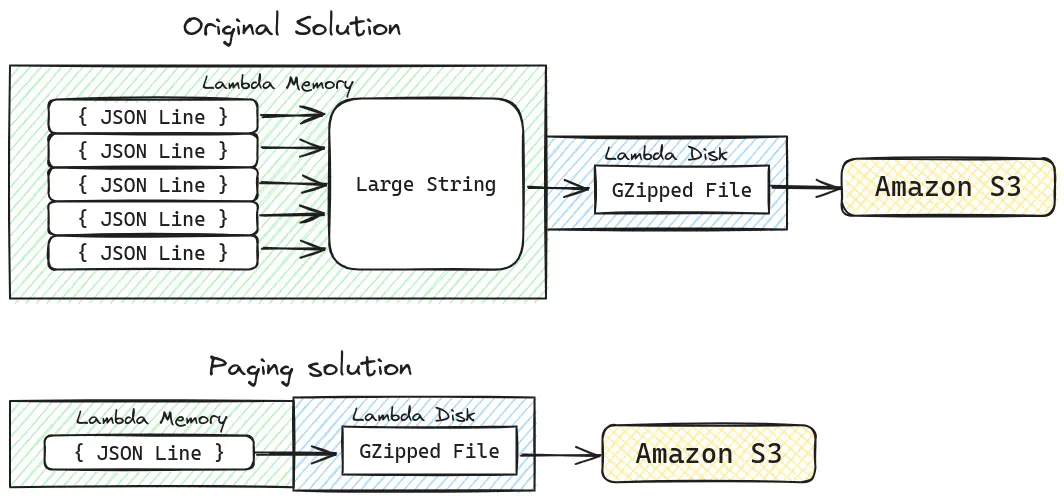 Original Solution
Lambda Memory
{ JSON Line }
{ JSON Line }
{ JSON Line }
{ JSON Line }
{ JSON Line }
Large String
Lambda Disk
GZipped File
Amazon S3
Paging solution
Lambda Memory
{ JSON Line }
Lambda Disk
GZipped File
Amazon S3